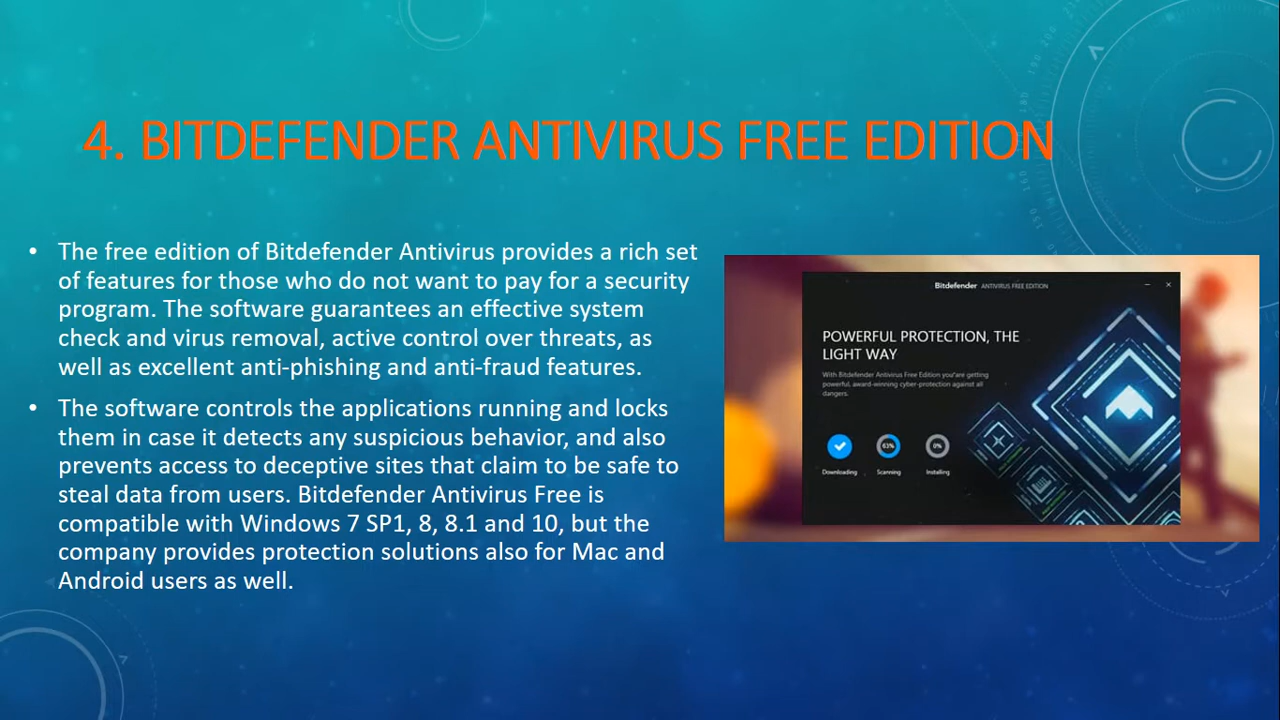 4. BITDEFENDER ANTIVIRUS FREE EDITION
• The free edition of Bitdefender Antivirus provides a rich set
of features for those who do not want to pay for a security
program. The software guarantees an effective system
check and virus removal, active control over threats, as
well as excellent anti-phishing and anti-fraud features.
• The software controls the applications running and locks
them in case it detects any suspicious behavior, and also
prevents access to deceptive sites that claim to be safe to
steal data from users. Bitdefender Antivirus Free is
compatible with Windows 7 SP1, 8, 8.1 and 10, but the
company provides protection solutions also for Mac and
Android users as well.
Bitdefender ANTIVIRUS FREE EDITION
POWERFUL PROTECTION, THE
LIGHT WAY
With Bitdefender Antivirus Free Edition you're getting
powerful, award-winning cyber-protection against all
dangers.
63% 0%
Downloading Scanning Installing